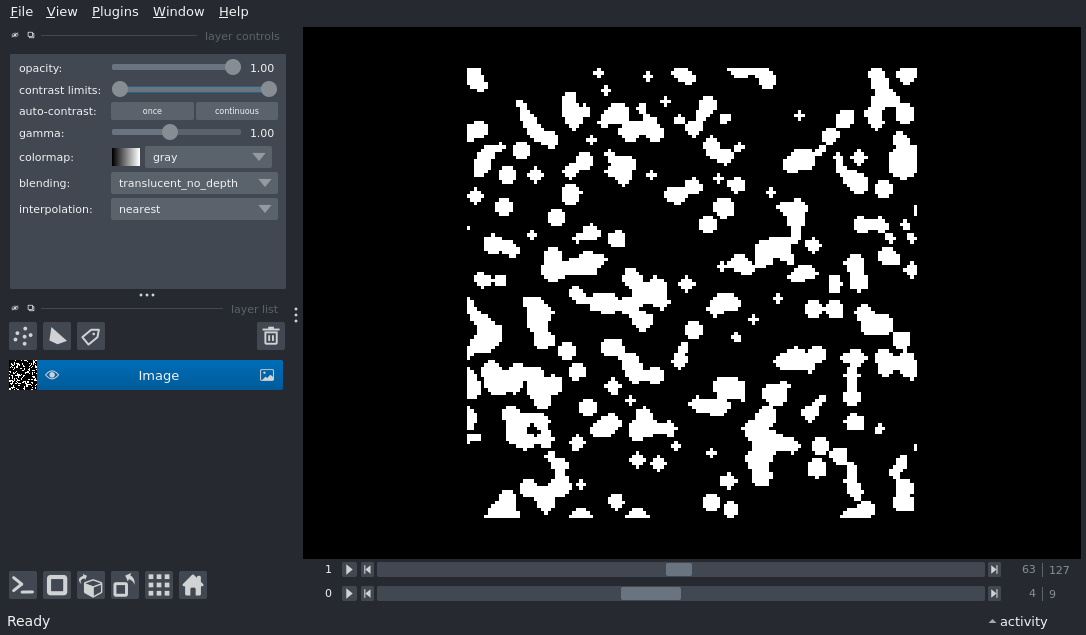 File View Plugins Window Help
layer controls
opacity: 1.00
contrast limits:
auto-contrast: once continuous
gamma: 1.00
colormap: gray
blending: translucent_no_depth
interpolation: nearest
layer list
Image
1 63 127
0 4 9
Ready activity